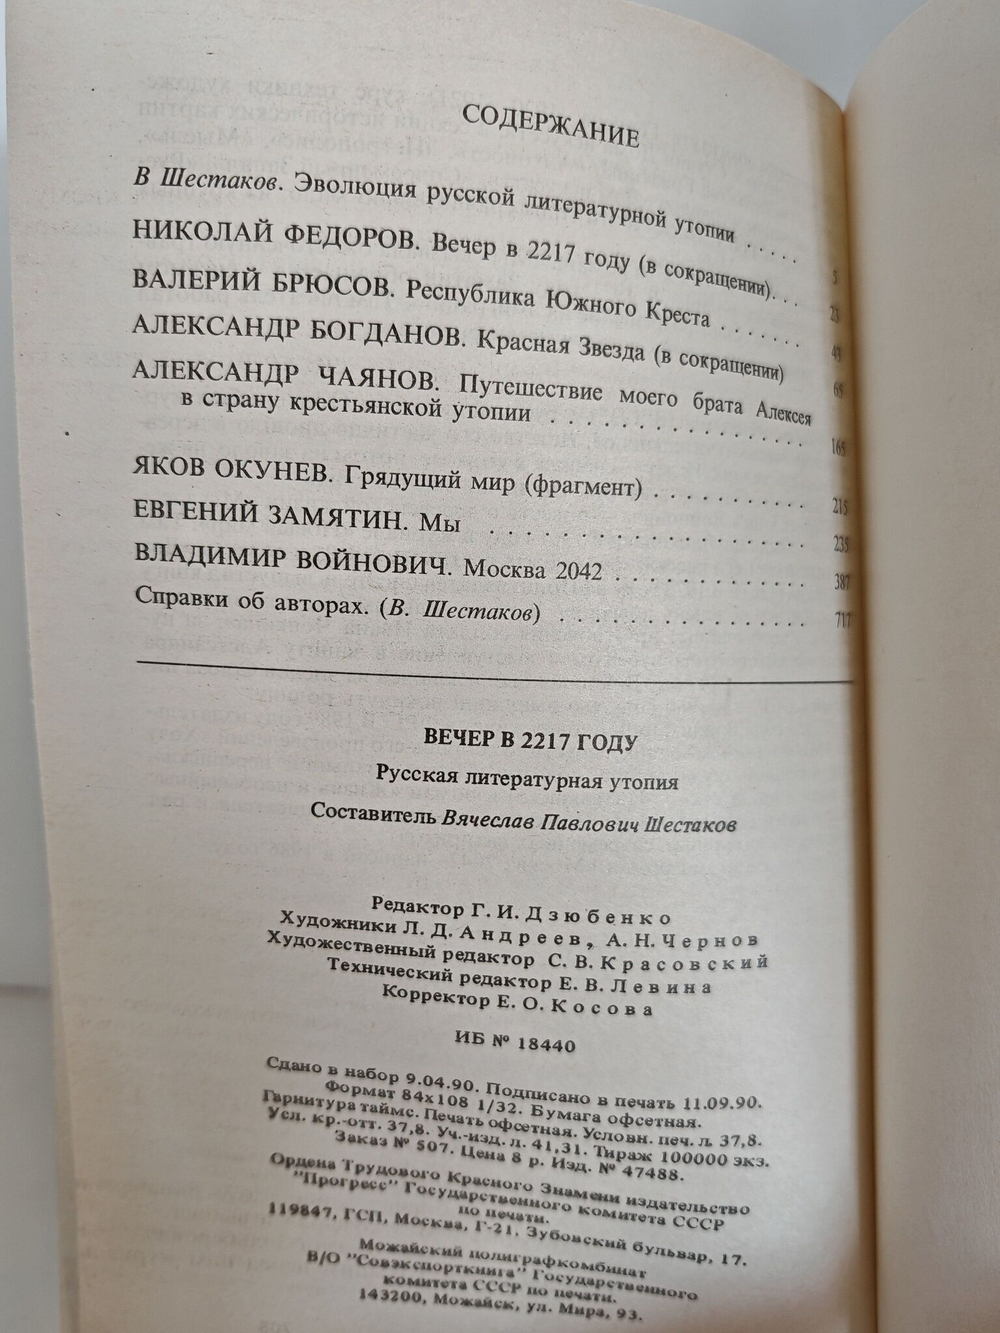 СОДЕРЖАНИЕ
В Шестаков. Эволюция русской литературной утопии . . . . . 5
НИКОЛАЙ ФЕДОРОВ. Вечер в 2217 году (в сокращении). . . 23
ВАЛЕРИЙ БРЮСОВ. Республика Южного Креста . . . . . . 47
АЛЕКСАНДР БОГДАНОВ. Красная Звезда (в сокращении) 69
АЛЕКСАНДР ЧАЯНОВ. Путешествие моего брата Алексея
в страну крестьянской утопии . . . . . . . . . . . . . . 165
ЯКОВ ОКУНЕВ. Грядущий мир (фрагмент) . . . . . . . . . . . 215
ЕВГЕНИЙ ЗАМЯТИН. Мы . . . . . . . . . . . . . . . . . . 235
ВЛАДИМИР ВОЙНОВИЧ. Москва 2042 . . . . . . . . . . . . 387
Справки об авторах. (В. Шестаков) . . . . . . . . . . . . . . 717
ВЕЧЕР В 2217 ГОДУ
Русская литературная утопия
Составитель Вячеслав Павлович Шестаков
Редактор Г. И. Дзюбенко
Художники Л. Д. Андреев, А. Н. Чернов
Художественный редактор С. В. Красовский
Технический редактор Е. В. Левина
Корректор Е. О. Косова
ИБ № 18440
Сдано в набор 9.04.90. Подписано в печать 11.09.90.
Формат 84х108 1/32. Бумага офсетная.
Гарнитура таймс. Печать офсетная. Условн. печ. л. 37,8.
Усл. кр.-отт. 37,8. Уч.-изд. л. 41,31. Тираж 100000 экз.
Заказ № 507. Цена 8 р. Изд. № 47488.
Ордена Трудового Красного Знамени издательство
"Прогресс" Государственного комитета СССР
по печати.
119847, ГСП, Москва, Г-21, Зубовский бульвар, 17.
Можайский полиграфкомбинат
В/О "Совэкспорткнига" Государственного
комитета СССР по печати.
143200, Можайск, ул. Мира, 93.